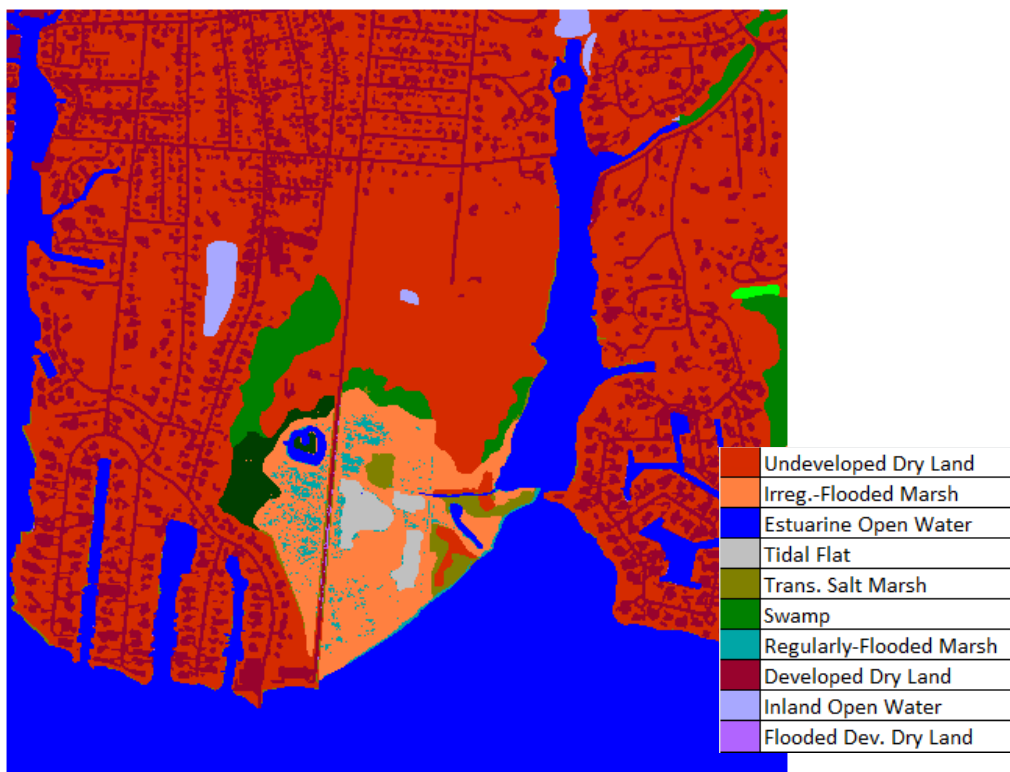 Undeveloped Dry Land
Irreg.-Flooded Marsh
Estuarine Open Water
Tidal Flat
Trans. Salt Marsh
Swamp
Regularly-Flooded Marsh
Developed Dry Land
Inland Open Water
Flooded Dev. Dry Land